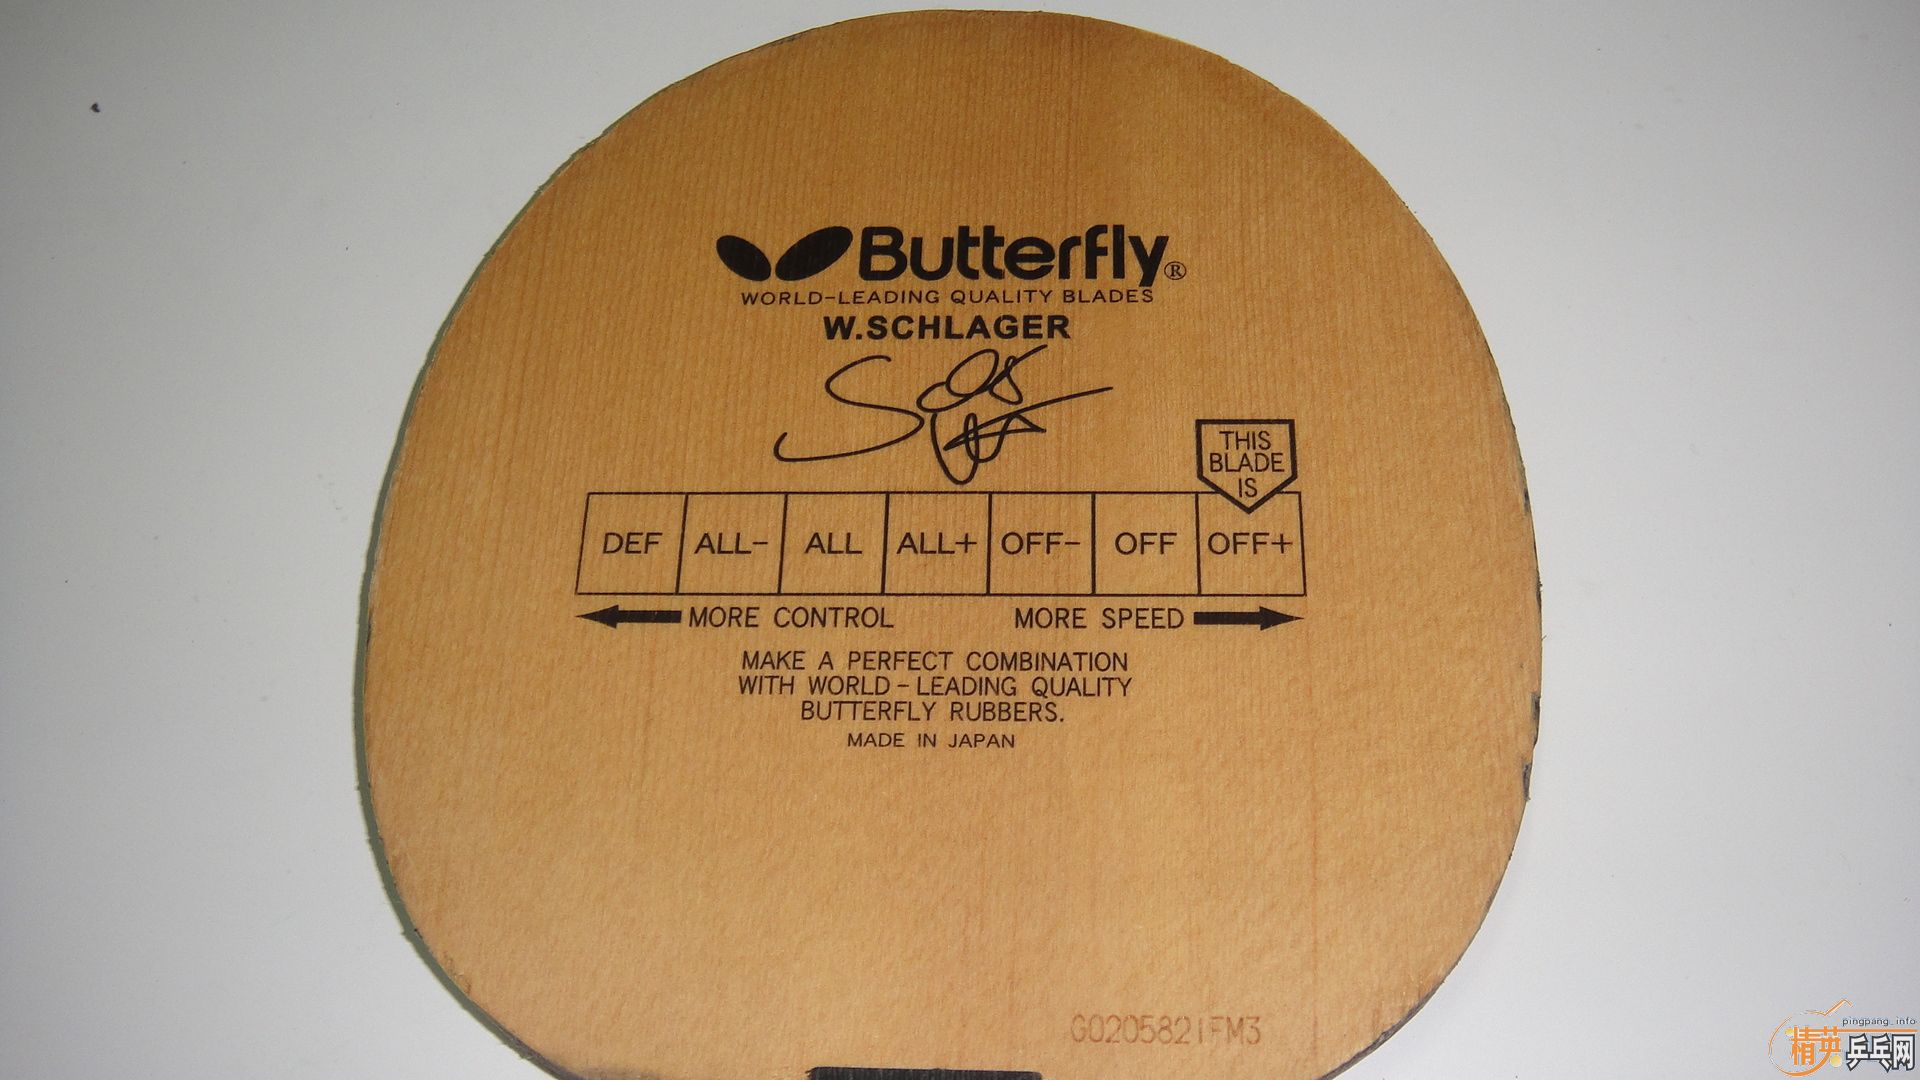 Butterfly®
WORLD-LEADING QUALITY BLADES
W.SCHLAGER
THIS
BLADE
IS
DEF ALL- ALL ALL+ OFF- OFF OFF+
MORE CONTROL MORE SPEED
MAKE A PERFECT COMBINATION
WITH WORLD-LEADING QUALITY
BUTTERFLY RUBBERS.
MADE IN JAPAN
G0205821FM3
pingpang_info
精英乒乓网